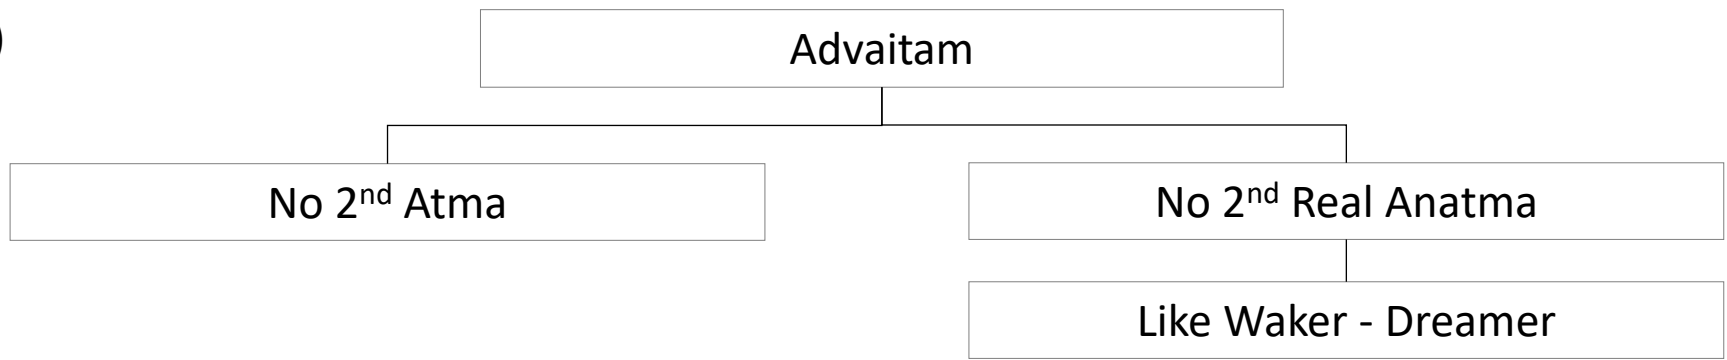 )
Advaitam
No 2nd Atma
No 2nd Real Anatma
Like Waker - Dreamer